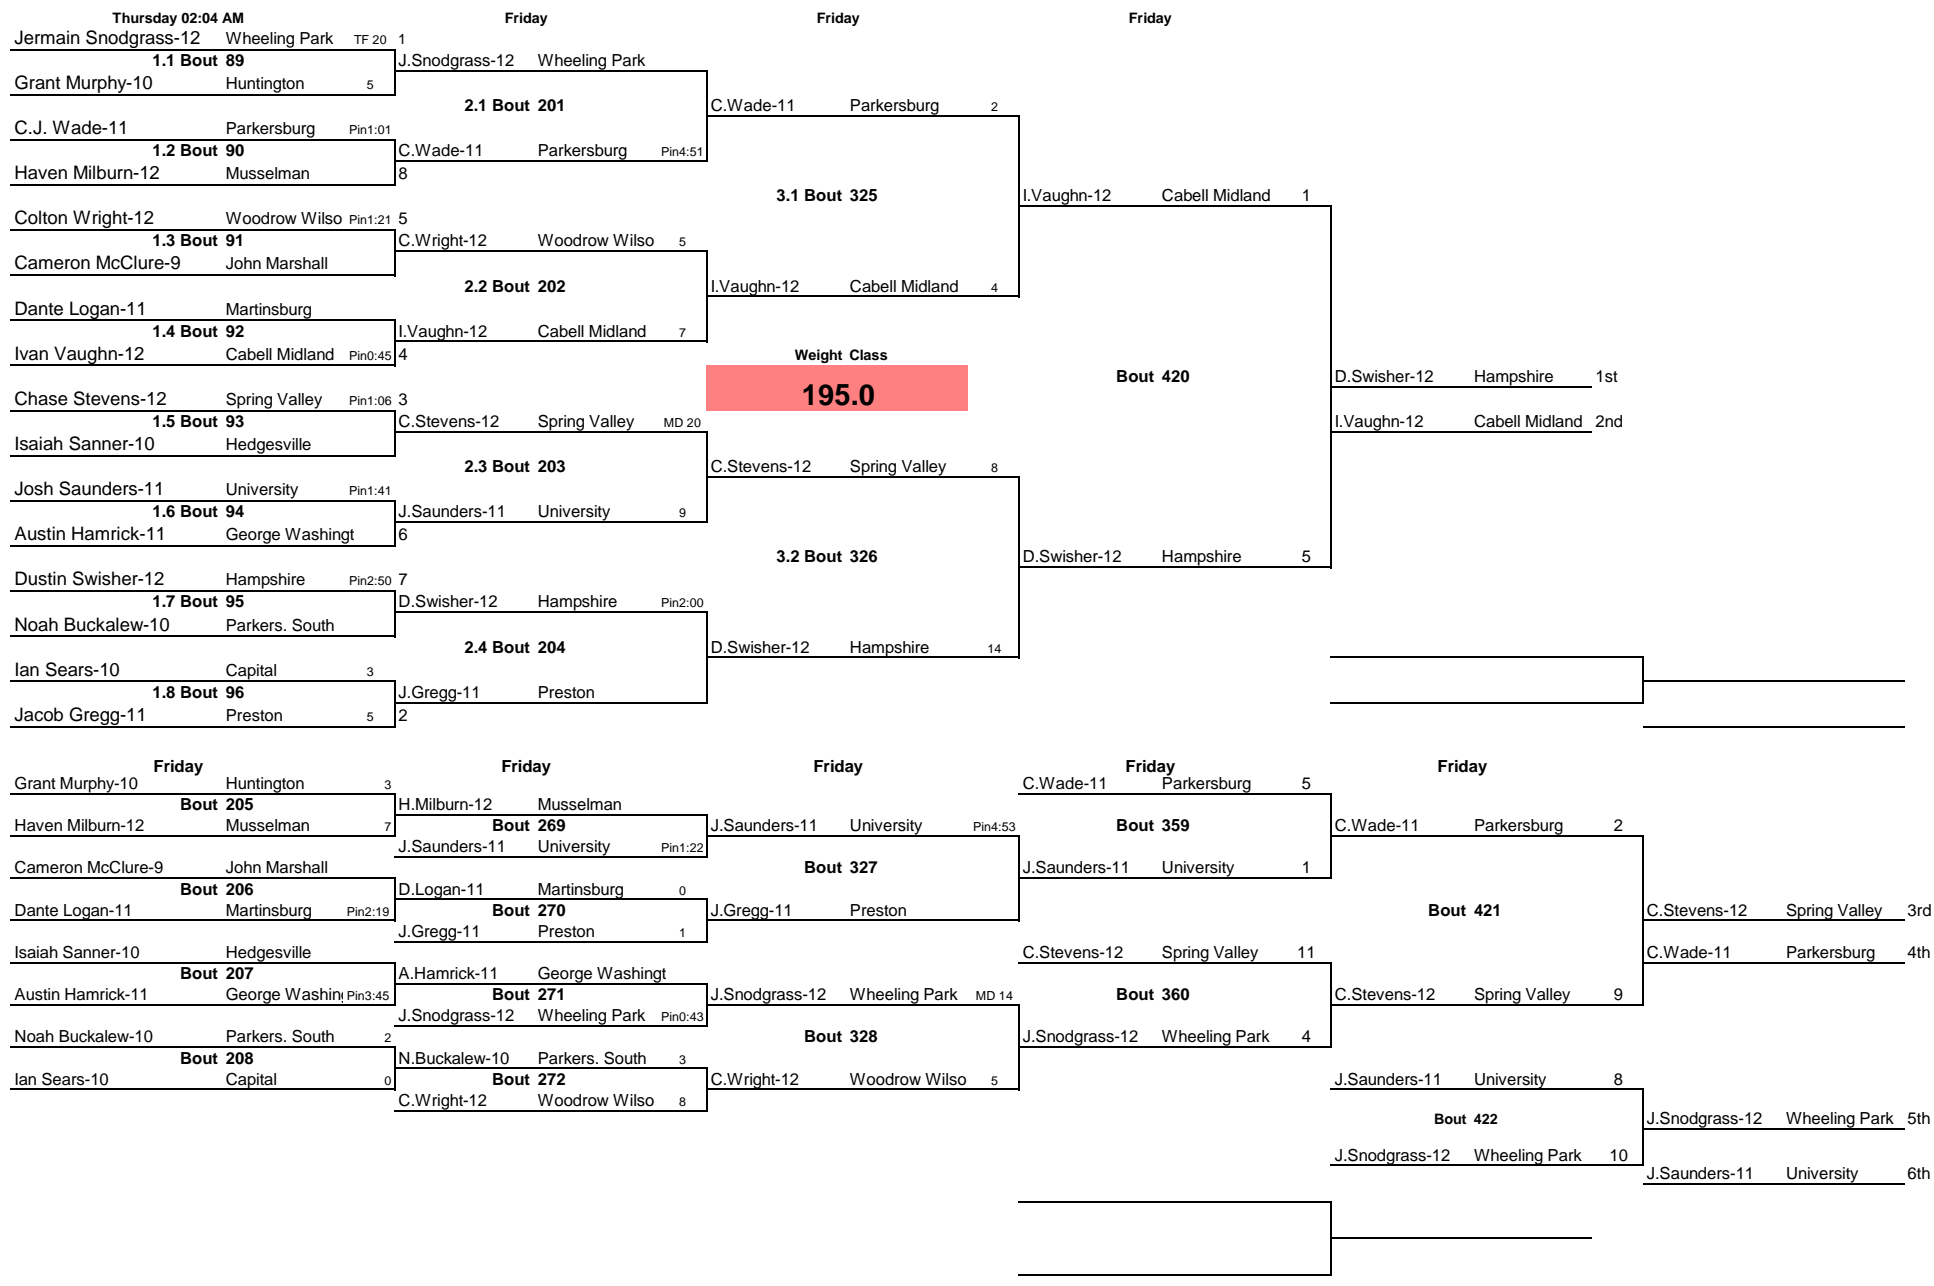 Thursday 02:04 AM Friday Friday Friday
Jermain Snodgrass-12 Wheeling Park TF 20 1
1.1 Bout 89 J.Snodgrass-12 Wheeling Park
Grant Murphy-10 Huntington 5
2.1 Bout 201 C.Wade-11 Parkersburg 2
C.J. Wade-11 Parkersburg Pin1:01
1.2 Bout 90 C.Wade-11 Parkersburg Pin4:51
Haven Milburn-12 Musselman 8
3.1 Bout 325 I.Vaughn-12 Cabell Midland 1
Colton Wright-12 Woodrow Wilso Pin1:21 5
1.3 Bout 91 C.Wright-12 Woodrow Wilso 5
Cameron McClure-9 John Marshall
2.2 Bout 202 I.Vaughn-12 Cabell Midland 4
Dante Logan-11 Martinsburg
1.4 Bout 92 I.Vaughn-12 Cabell Midland 7
Ivan Vaughn-12 Cabell Midland Pin0:45 4 Weight Class
Bout 420 D.Swisher-12 Hampshire 1st
Chase Stevens-12 Spring Valley Pin1:06 3 195.0
1.5 Bout 93 C.Stevens-12 Spring Valley MD 20 I.Vaughn-12 Cabell Midland 2nd
Isaiah Sanner-10 Hedgesville
2.3 Bout 203 C.Stevens-12 Spring Valley 8
Josh Saunders-11 University Pin1:41
1.6 Bout 94 J.Saunders-11 University 9
Austin Hamrick-11 George Washingt 6
3.2 Bout 326 D.Swisher-12 Hampshire 5
Dustin Swisher-12 Hampshire Pin2:50 7
1.7 Bout 95 D.Swisher-12 Hampshire Pin2:00
Noah Buckalew-10 Parkers. South
2.4 Bout 204 D.Swisher-12 Hampshire 14
Ian Sears-10 Capital 3
1.8 Bout 96 J.Gregg-11 Preston
Jacob Gregg-11 Preston 5 2
Friday Friday Friday Friday Friday
Grant Murphy-10 Huntington 3 C.Wade-11 Parkersburg 5
Bout 205 H.Milburn-12 Musselman
Haven Milburn-12 Musselman 7 Bout 269 J.Saunders-11 University Pin4:53 Bout 359 C.Wade-11 Parkersburg 2
J.Saunders-11 University Pin1:22
Cameron McClure-9 John Marshall Bout 327 J.Saunders-11 University 1
Bout 206 D.Logan-11 Martinsburg 0
Dante Logan-11 Martinsburg Pin2:19 Bout 270 J.Gregg-11 Preston Bout 421 C.Stevens-12 Spring Valley 3rd
J.Gregg-11 Preston 1
Isaiah Sanner-10 Hedgesville C.Stevens-12 Spring Valley 11 C.Wade-11 Parkersburg 4th
Bout 207 A.Hamrick-11 George Washingt
Austin Hamrick-11 George Washin Pin3:45 Bout 271 J.Snodgrass-12 Wheeling Park MD 14 Bout 360 C.Stevens-12 Spring Valley 9
J.Snodgrass-12 Wheeling Park Pin0:43
Noah Buckalew-10 Parkers. South 2 Bout 328 J.Snodgrass-12 Wheeling Park 4
Bout 208 N.Buckalew-10 Parkers. South 3
Ian Sears-10 Capital 0 Bout 272 C.Wright-12 Woodrow Wilso 5 J.Saunders-11 University 8
C.Wright-12 Woodrow Wilso 8
Bout 422 J.Snodgrass-12 Wheeling Park 5th
J.Snodgrass-12 Wheeling Park 10
J.Saunders-11 University 6th